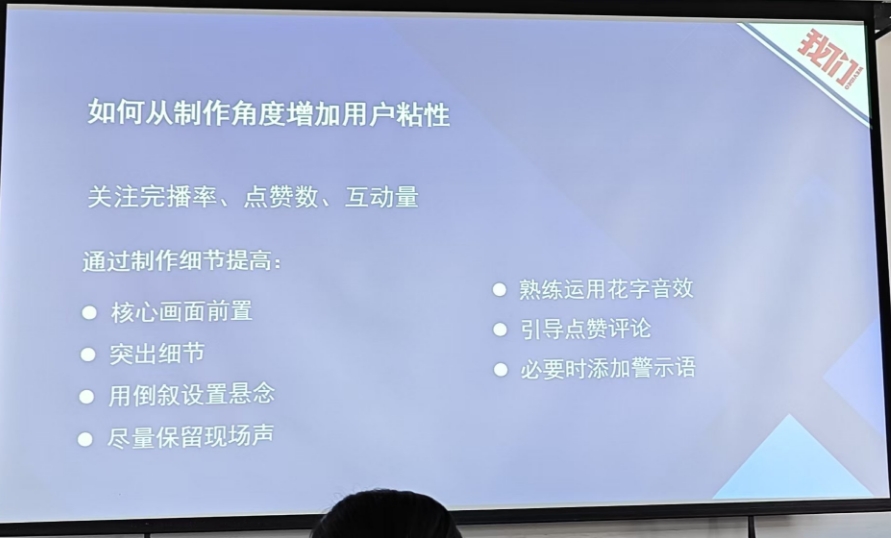 我们
如何从制作角度增加用户粘性
关注完播率、点赞数、互动量
通过制作细节提高：
● 核心画面前置
● 突出细节
● 用倒叙设置悬念
● 尽量保留现场声
● 熟练运用花字音效
● 引导点赞评论
● 必要时添加警示语